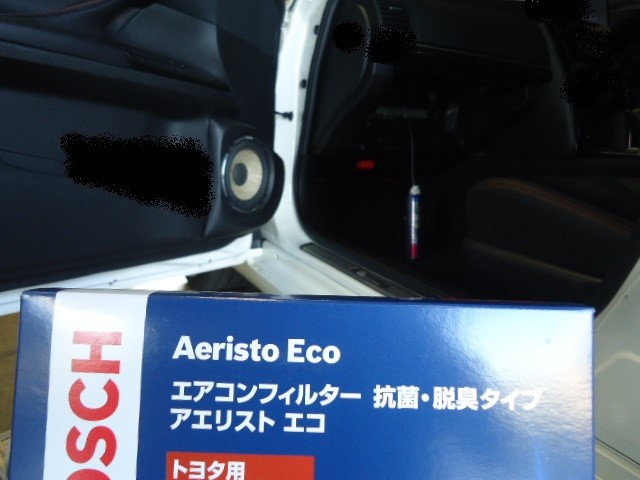 BOSCH
Aeristo Eco
エアコンフィルター 抗菌・脱臭タイプ
アエリスト エコ
トヨタ用